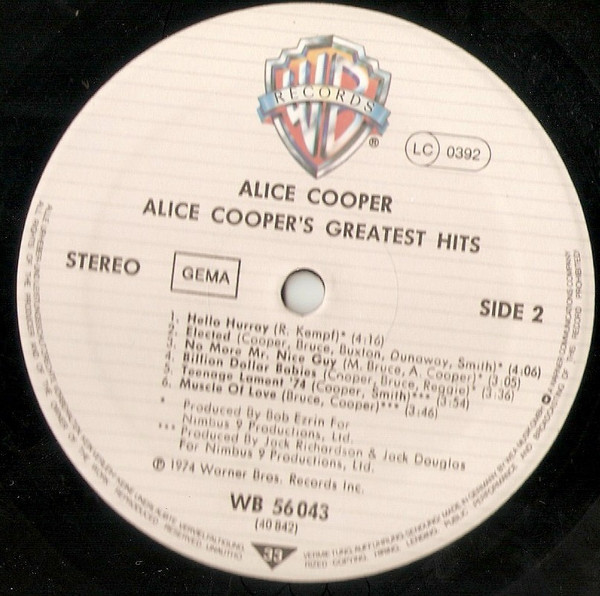 WB
RECORDS
®
LC 0392
ALICE COOPER
ALICE COOPER'S GREATEST HITS
STEREO
GEMA
SIDE 2
1. Hello Hurray (R. Kempf)* (4:16)
2. Elected (Cooper, Bruce, Buxton, Dunaway, Smith)* (4:06)
3. No More Mr. Nice Guy (M. Bruce, A. Cooper)* (3:05)
4. Billion Dollar Babies (Cooper, Bruce, Reggie)* (3:36)
5. Teenage Lament '74 (Cooper, Smith)*** (3:54)
6. Muscle Of Love (Bruce, Cooper)*** (3:46)
* Produced By Bob Ezrin For
Nimbus 9 Productions, Ltd.
*** Produced By Jack Richardson & Jack Douglas
For Nimbus 9 Productions, Ltd.
℗ 1974 Warner Bros. Records Inc.
WB 56043
(40 842)
33